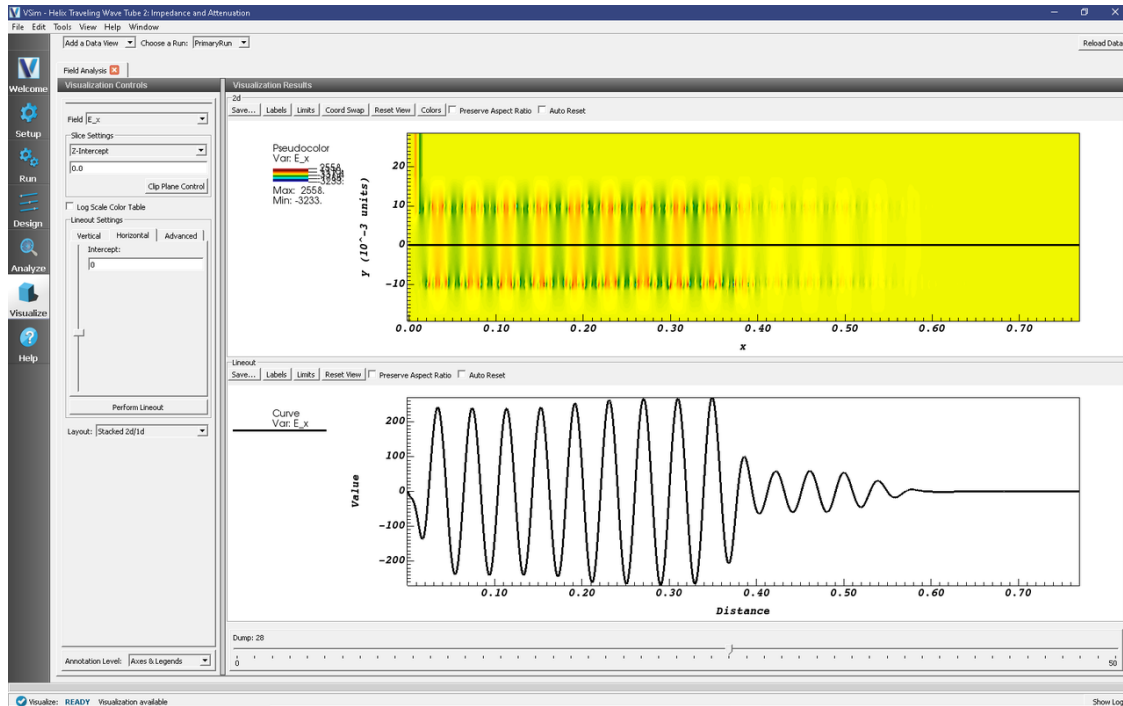 VSim - Helix Traveling Wave Tube 2: Impedance and Attenuation
File Edit Tools View Help Window
Add a Data View Choose a Run: PrimaryRun Reload Data
Welcome
Setup
Run
Design
Analyze
Visualize
Help
Field Analysis
Visualization Controls
Field E_x
Slice Settings
Z-Intercept
0.0
Clip Plane Control
Log Scale Color Table
Lineout Settings
Vertical Horizontal Advanced
Intercept:
0
Perform Lineout
Layout: Stacked 2d/1d
Annotation Level: Axes & Legends
Visualization Results
2d
Save... Labels Limits Coord Swap Reset View Colors Preserve Aspect Ratio Auto Reset
Pseudocolor
Var: E_x
2558.
-3233.
Max: 2558.
Min: -3233.
y (10^-3 units)
20
10
0
-10
0.00 0.10 0.20 0.30 0.40 0.50 0.60 0.70
x
Lineout
Save... Labels Limits Reset View Preserve Aspect Ratio Auto Reset
Curve
Var: E_x
Value
200
100
0
-100
-200
0.10 0.20 0.30 0.40 0.50 0.60 0.70
Distance
Dump: 28
0 50
Visualize: READY Visualization available Show Log